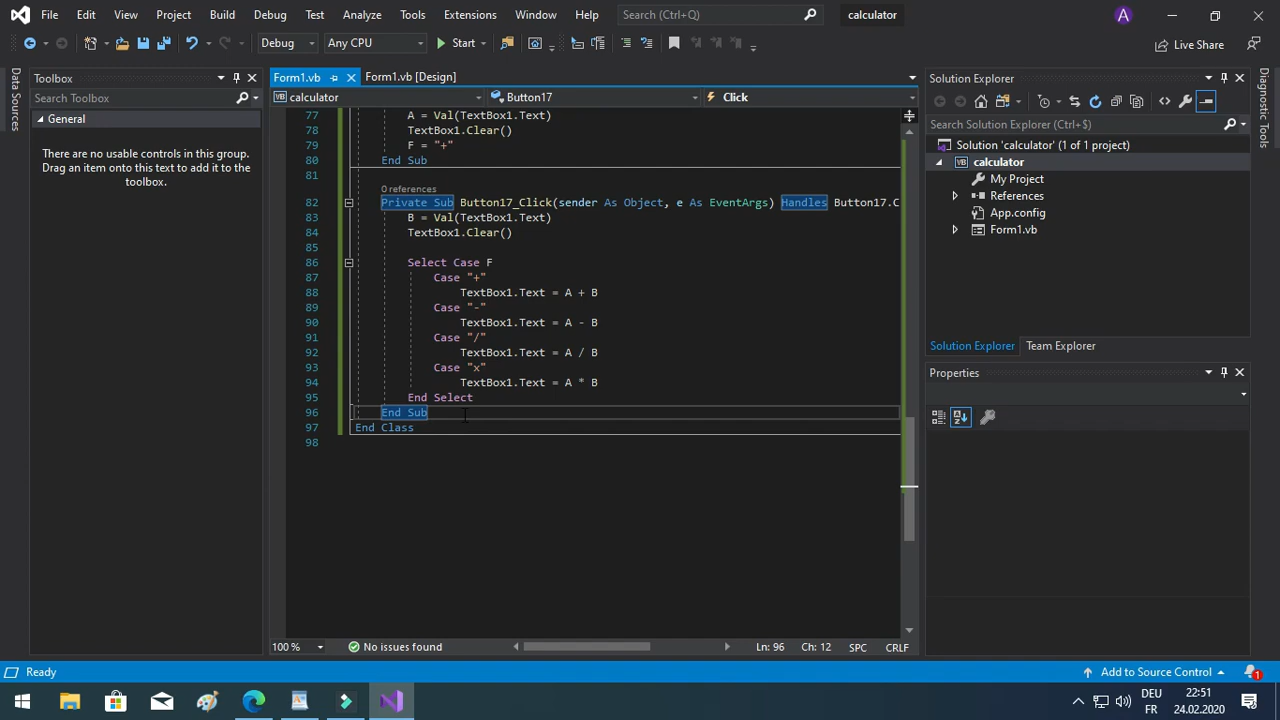 File Edit View Project Build Debug Test Analyze Tools Extensions Window Help Search (Ctrl+Q) calculator A
Debug Any CPU Start Live Share
Data Sources
Toolbox
Search Toolbox
General
There are no usable controls in this group.
Drag an item onto this text to add it to the
toolbox.
Form1.vb Form1.vb [Design]
calculator Button17 Click
77 A = Val(TextBox1.Text)
78 TextBox1.Clear()
79 F = "+"
80 End Sub
81
0 references
82 Private Sub Button17_Click(sender As Object, e As EventArgs) Handles Button17.C
83 B = Val(TextBox1.Text)
84 TextBox1.Clear()
85
86 Select Case F
87 Case "+"
88 TextBox1.Text = A + B
89 Case "-"
90 TextBox1.Text = A - B
91 Case "/"
92 TextBox1.Text = A / B
93 Case "x"
94 TextBox1.Text = A * B
95 End Select
96 End Sub
97 End Class
98
100 % No issues found Ln: 96 Ch: 12 SPC CRLF
Solution Explorer
Search Solution Explorer (Ctrl+$)
Solution 'calculator' (1 of 1 project)
calculator
My Project
References
App.config
Form1.vb
Solution Explorer Team Explorer
Properties
Diagnostic Tools
Ready Add to Source Control 1
DEU 22:51
FR 24.02.2020